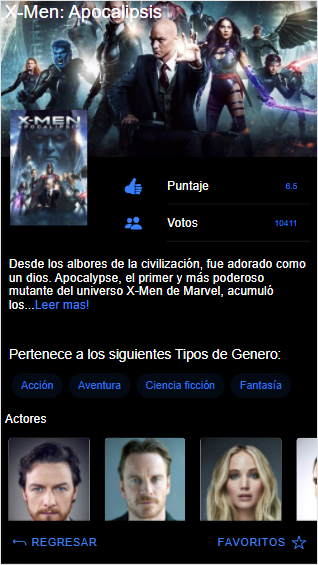 X-Men: Apocalipsis
X-MEN
APOCALIPSIS
Puntaje
6.5
Votos
10411
Desde los albores de la civilización, fue adorado como
un dios. Apocalypse, el primer y más poderoso
mutante del universo X-Men de Marvel, acumuló
los...Leer mas!
Pertenece a los siguientes Tipos de Genero:
Acción Aventura Ciencia ficción Fantasía
Actores
REGRESAR FAVORITOS